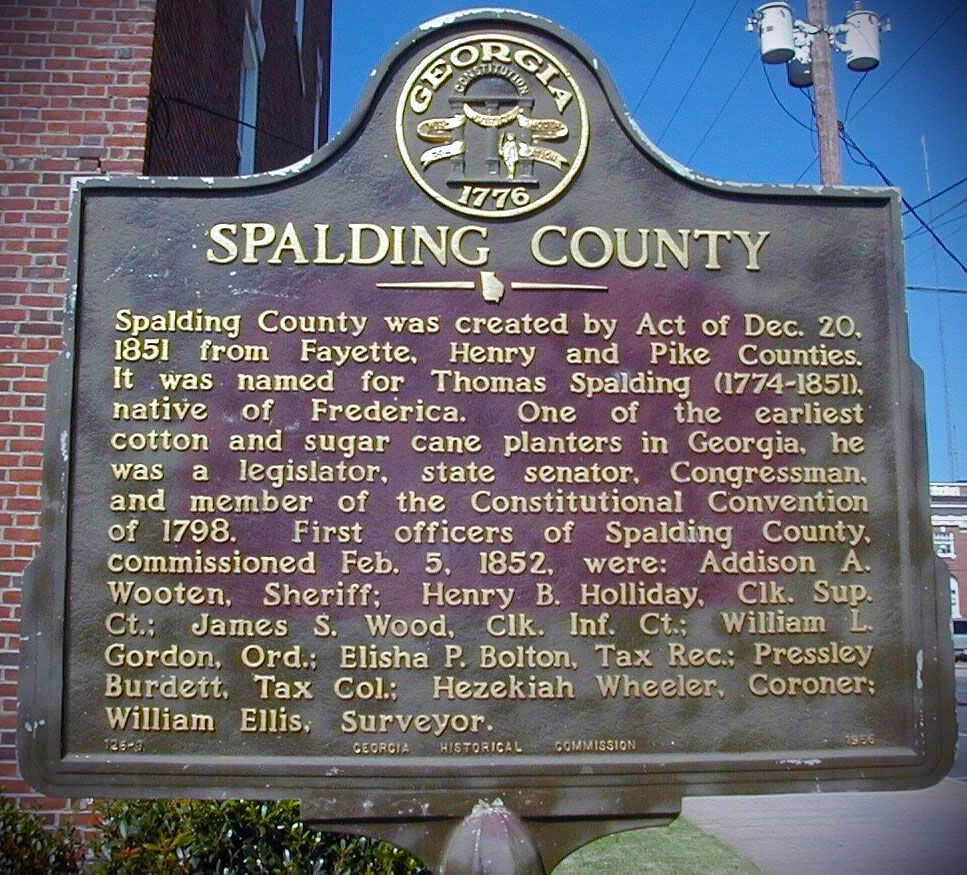 GEORGIA
CONSTITUTION
1776
SPALDING COUNTY
Spalding County was created by Act of Dec. 20,
1851 from Fayette, Henry and Pike Counties.
It was named for Thomas Spalding (1774-1851),
native of Frederica. One of the earliest
cotton and sugar cane planters in Georgia, he
was a legislator, state senator, Congressman,
and member of the Constitutional Convention
of 1798. First officers of Spalding County,
commissioned Feb. 5, 1852, were: Addison A.
Wooten, Sheriff; Henry B. Holliday, Clk. Sup.
Ct.; James S. Wood, Clk. Inf. Ct.; William L.
Gordon, Ord.; Elisha P. Bolton, Tax Rec.; Pressley
Burdett, Tax Col.; Hezekiah Wheeler, Coroner;
William Ellis, Surveyor.
GEORGIA HISTORICAL COMMISSION 1956